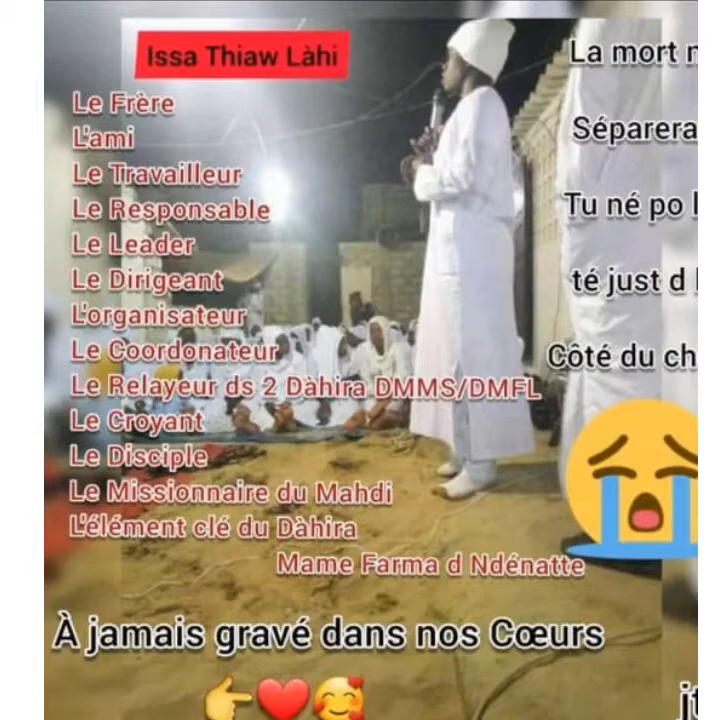 Issa Thiaw Làhi
Le Frère
L'ami
Le Travailleur
Le Responsable
Le Leader
Le Dirigeant
L'organisateur
Le Coordonateur
Le Relayeur ds 2 Dàhira DMMS/DMFL
Le Croyant
Le Disciple
Le Missionnaire du Mahdi
L'élément clé du Dàhira
Mame Farma d Ndénatte
La mort
Séparera
Tu né po
té just d
Côté du
À jamais gravé dans nos Cœurs